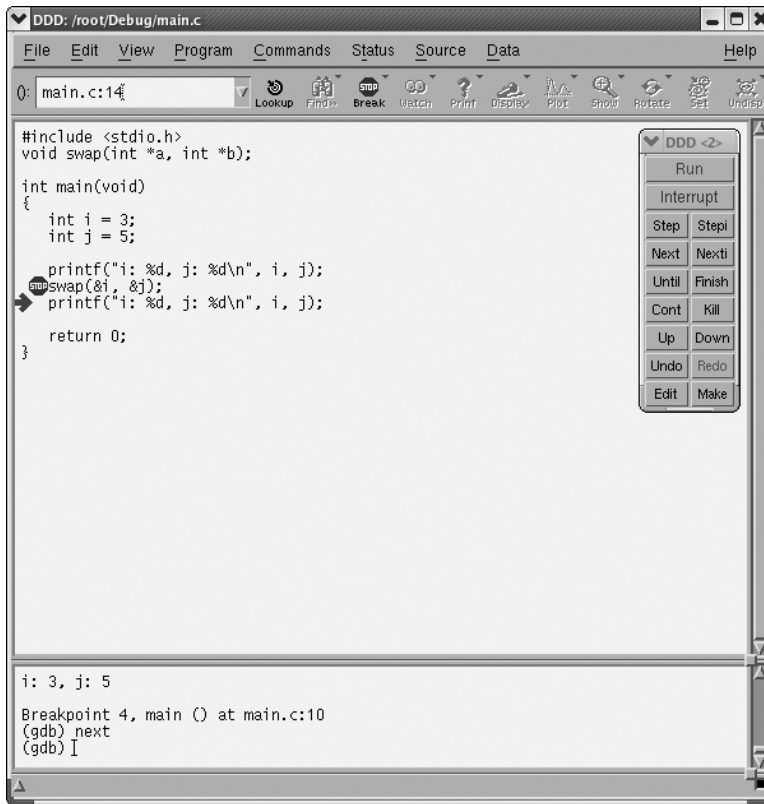 DDD: /root/Debug/main.c
File Edit View Program Commands Status Source Data Help
(): main.c:14
Lookup Find>> Break Watch Print Display Plot Show Rotate Set Undisp
#include <stdio.h>
void swap(int *a, int *b);
int main(void)
{
int i = 3;
int j = 5;
printf("i: %d, j: %d\n", i, j);
STOP swap(&i, &j);
printf("i: %d, j: %d\n", i, j);
return 0;
}
DDD <2>
Run
Interrupt
Step Stepi
Next Nexti
Until Finish
Cont Kill
Up Down
Undo Redo
Edit Make
i: 3, j: 5
Breakpoint 4, main () at main.c:10
(gdb) next
(gdb)